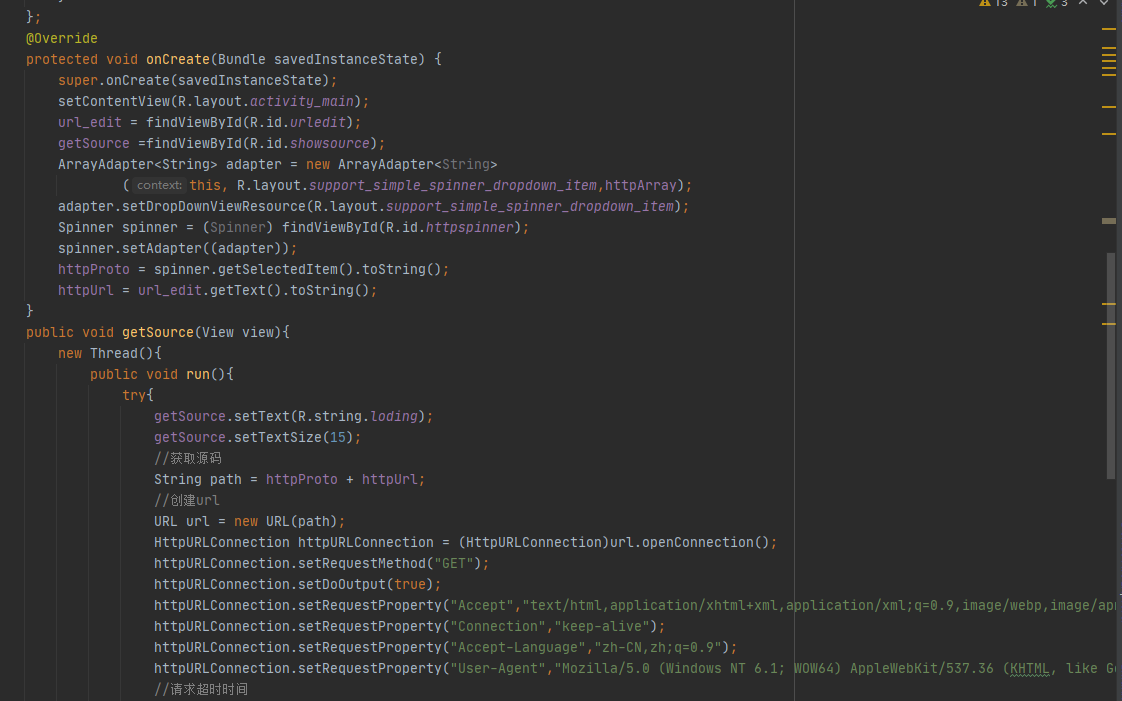 13 1 3
};
@Override
protected void onCreate(Bundle savedInstanceState) {
super.onCreate(savedInstanceState);
setContentView(R.layout.activity_main);
url_edit = findViewById(R.id.urledit);
getSource =findViewById(R.id.showsource);
ArrayAdapter<String> adapter = new ArrayAdapter<String>
( context: this, R.layout.support_simple_spinner_dropdown_item,httpArray);
adapter.setDropDownViewResource(R.layout.support_simple_spinner_dropdown_item);
Spinner spinner = (Spinner) findViewById(R.id.httpspinner);
spinner.setAdapter((adapter));
httpProto = spinner.getSelectedItem().toString();
httpUrl = url_edit.getText().toString();
}
public void getSource(View view){
new Thread(){
public void run(){
try{
getSource.setText(R.string.loding);
getSource.setTextSize(15);
//获取源码
String path = httpProto + httpUrl;
//创建url
URL url = new URL(path);
HttpURLConnection httpURLConnection = (HttpURLConnection)url.openConnection();
httpURLConnection.setRequestMethod("GET");
httpURLConnection.setDoOutput(true);
httpURLConnection.setRequestProperty("Accept","text/html,application/xhtml+xml,application/xml;q=0.9,image/webp,image/
httpURLConnection.setRequestProperty("Connection","keep-alive");
httpURLConnection.setRequestProperty("Accept-Language","zh-CN,zh;q=0.9");
httpURLConnection.setRequestProperty("User-Agent","Mozilla/5.0 (Windows NT 6.1; WOW64) AppleWebKit/537.36 (KHTML, like
//请求超时时间